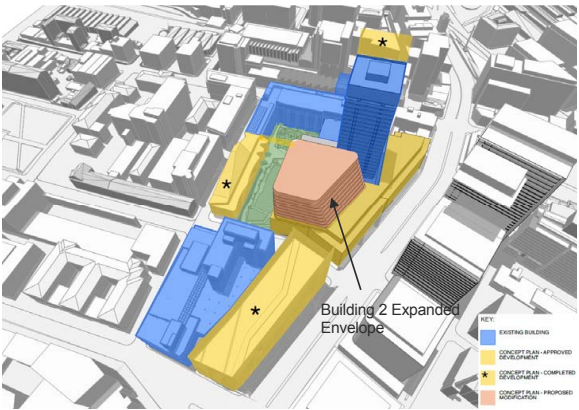 Building 2 Expanded
Envelope
KEY:
EXISTING BUILDING
CONCEPT PLAN - APPROVED
DEVELOPMENT
CONCEPT PLAN - COMPLETED
DEVELOPMENT
CONCEPT PLAN - PROPOSED
MODIFICATION